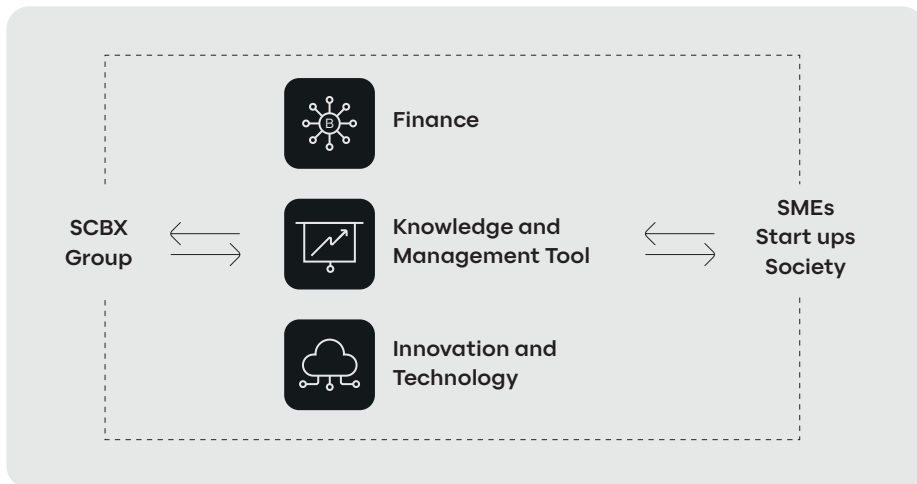 SCBX
Group
B
Finance
Knowledge and
Management Tool
Innovation and
Technology
SMEs
Start ups
Society